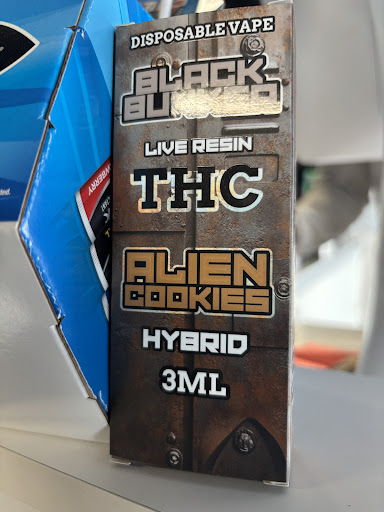 DISPOSABLE VAPE
BLACK
BUNKER
LIVE RESIN
THC
ALIEN
COOKIES
HYBRID
3ML